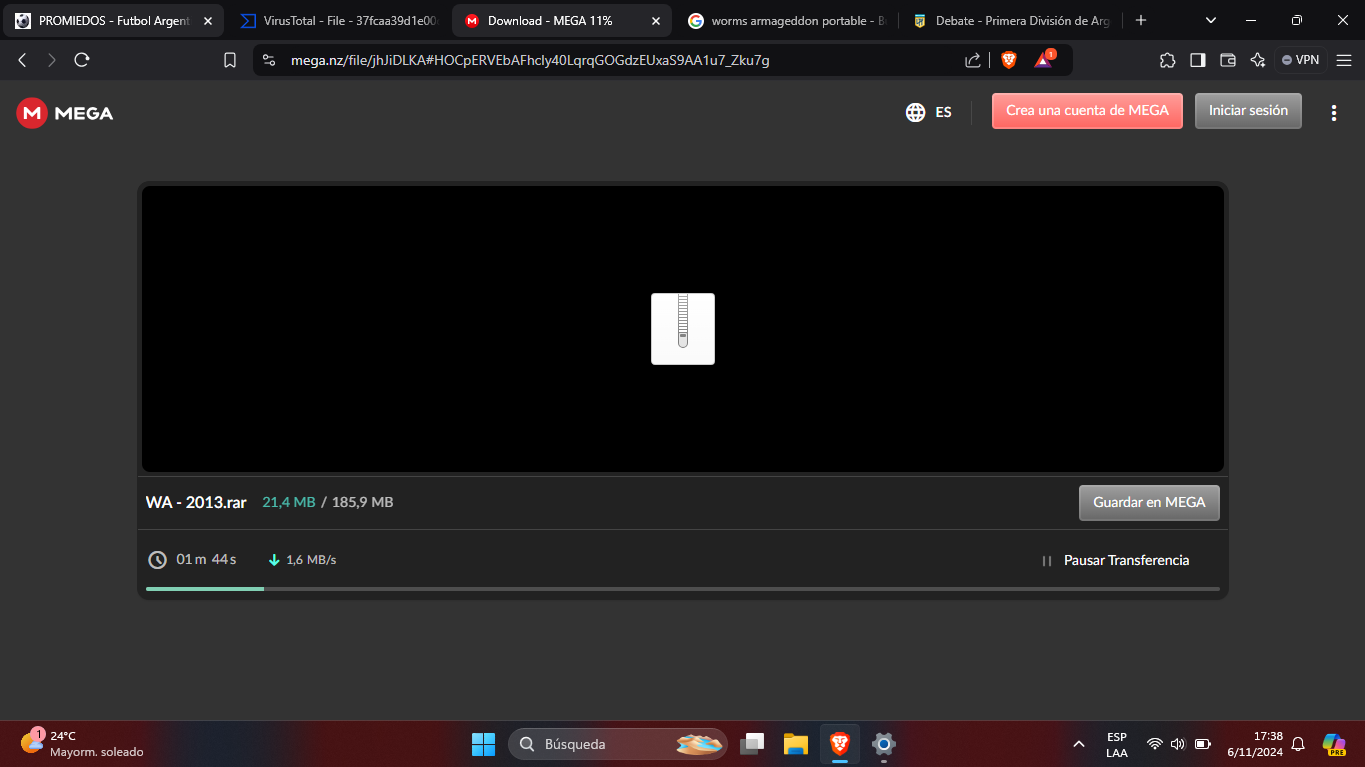 PROMIEDOS - Futbol Argent
VirusTotal - File - 37fcaa39d1e00
Download - MEGA 11%
worms armageddon portable - B
Debate - Primera División de Arg
mega.nz/file/jhJiDLKA#HOCpERVEbAFhcly40LqrqGOGdzEUxaS9AA1u7_Zku7g
1
VPN
M MEGA
ES
Crea una cuenta de MEGA
Iniciar sesión
WA - 2013.rar
21,4 MB / 185,9 MB
Guardar en MEGA
01 m 44 s
1,6 MB/s
Pausar Transferencia
1
24°C
Mayorm. soleado
Búsqueda
ESP
LAA
17:38
6/11/2024
PRE